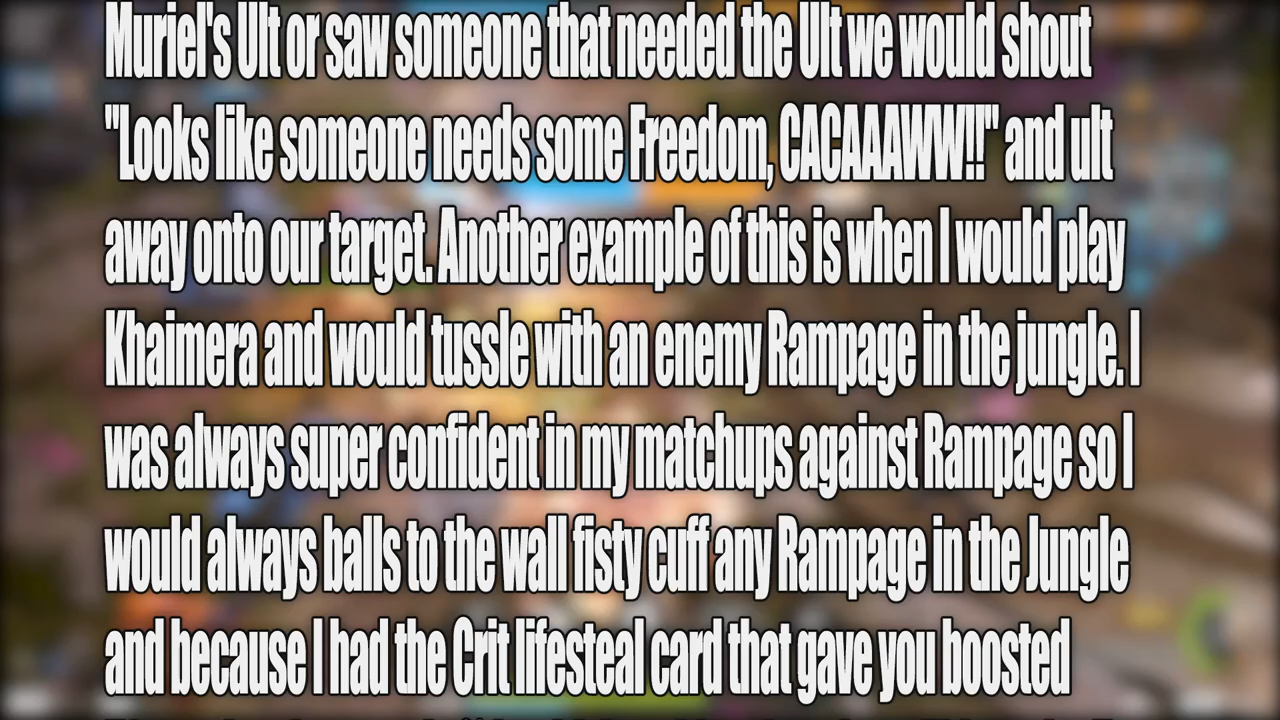 Muriel's Ult or saw someone that needed the Ult we would shout
"Looks like someone needs some Freedom, CACAAAWW!!" and ult
away onto our target. Another example of this is when I would play
Khaimera and would tussle with an enemy Rampage in the jungle. I
was always super confident in my matchups against Rampage so I
would always balls to the wall fisty cuff any Rampage in the Jungle
and because I had the Crit lifesteal card that gave you boosted